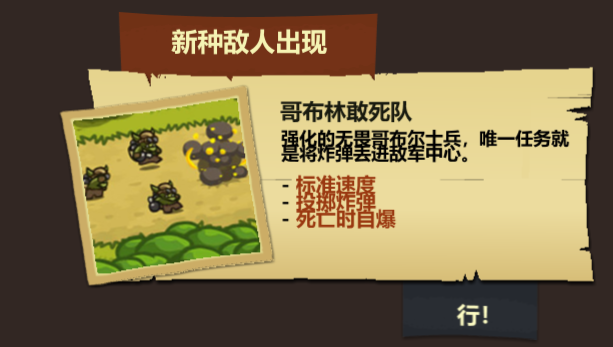 新种敌人出现
哥布林敢死队
强化的无畏哥布尔士兵，唯一任务就
是将炸弹丢进敌军中心。
- 标准速度
- 投掷炸弹
- 死亡时自爆
行!